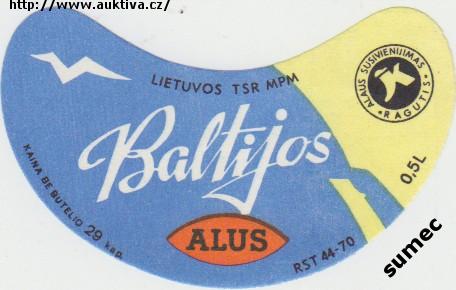 http://www.auktiva.cz/
LIETUVOS TSR MPM
ALAUS SUSIVIENIJIMAS
• RAGUTIS •
Baltijos
0,5L
KAINA BE BUTELIO 29 kap.
ALUS
RST 44-70
sumec